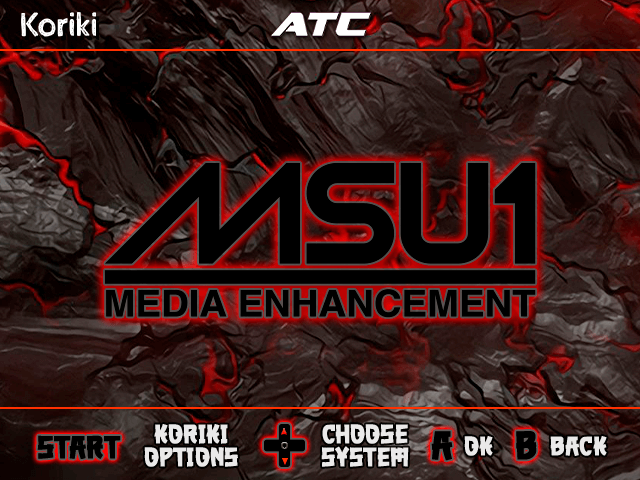 Koriki
ATC
MSU1
MEDIA ENHANCEMENT
START KORIKI OPTIONS CHOOSE SYSTEM A OK B BACK